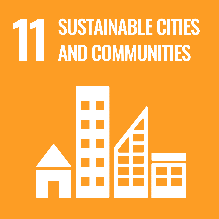 11 SUSTAINABLE CITIES
AND COMMUNITIES